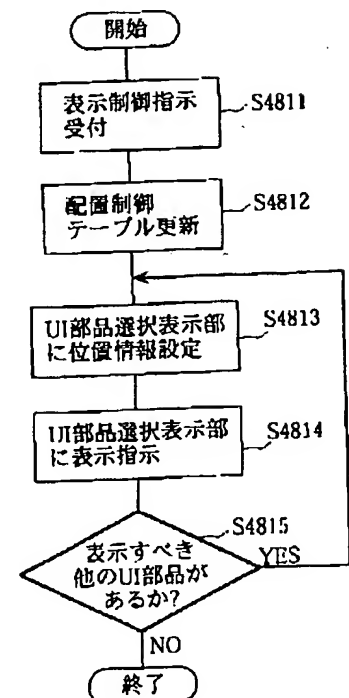 開始
表示制御指示
受付
S4811
配置制御
テーブル更新
S4812
UI部品選択表示部
に位置情報設定
S4813
UI部品選択表示部
に表示指示
S4814
S4815
表示すべき
他のUI部品が
あるか?
YES
NO
終了